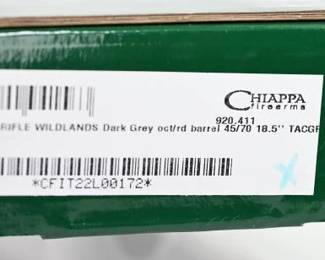 CHIAPPA
firearms
920.411
RIFLE WILDLANDS Dark Grey oct/rd barrel 45/70 18.5'' TACGR
*CFIT22L00172*